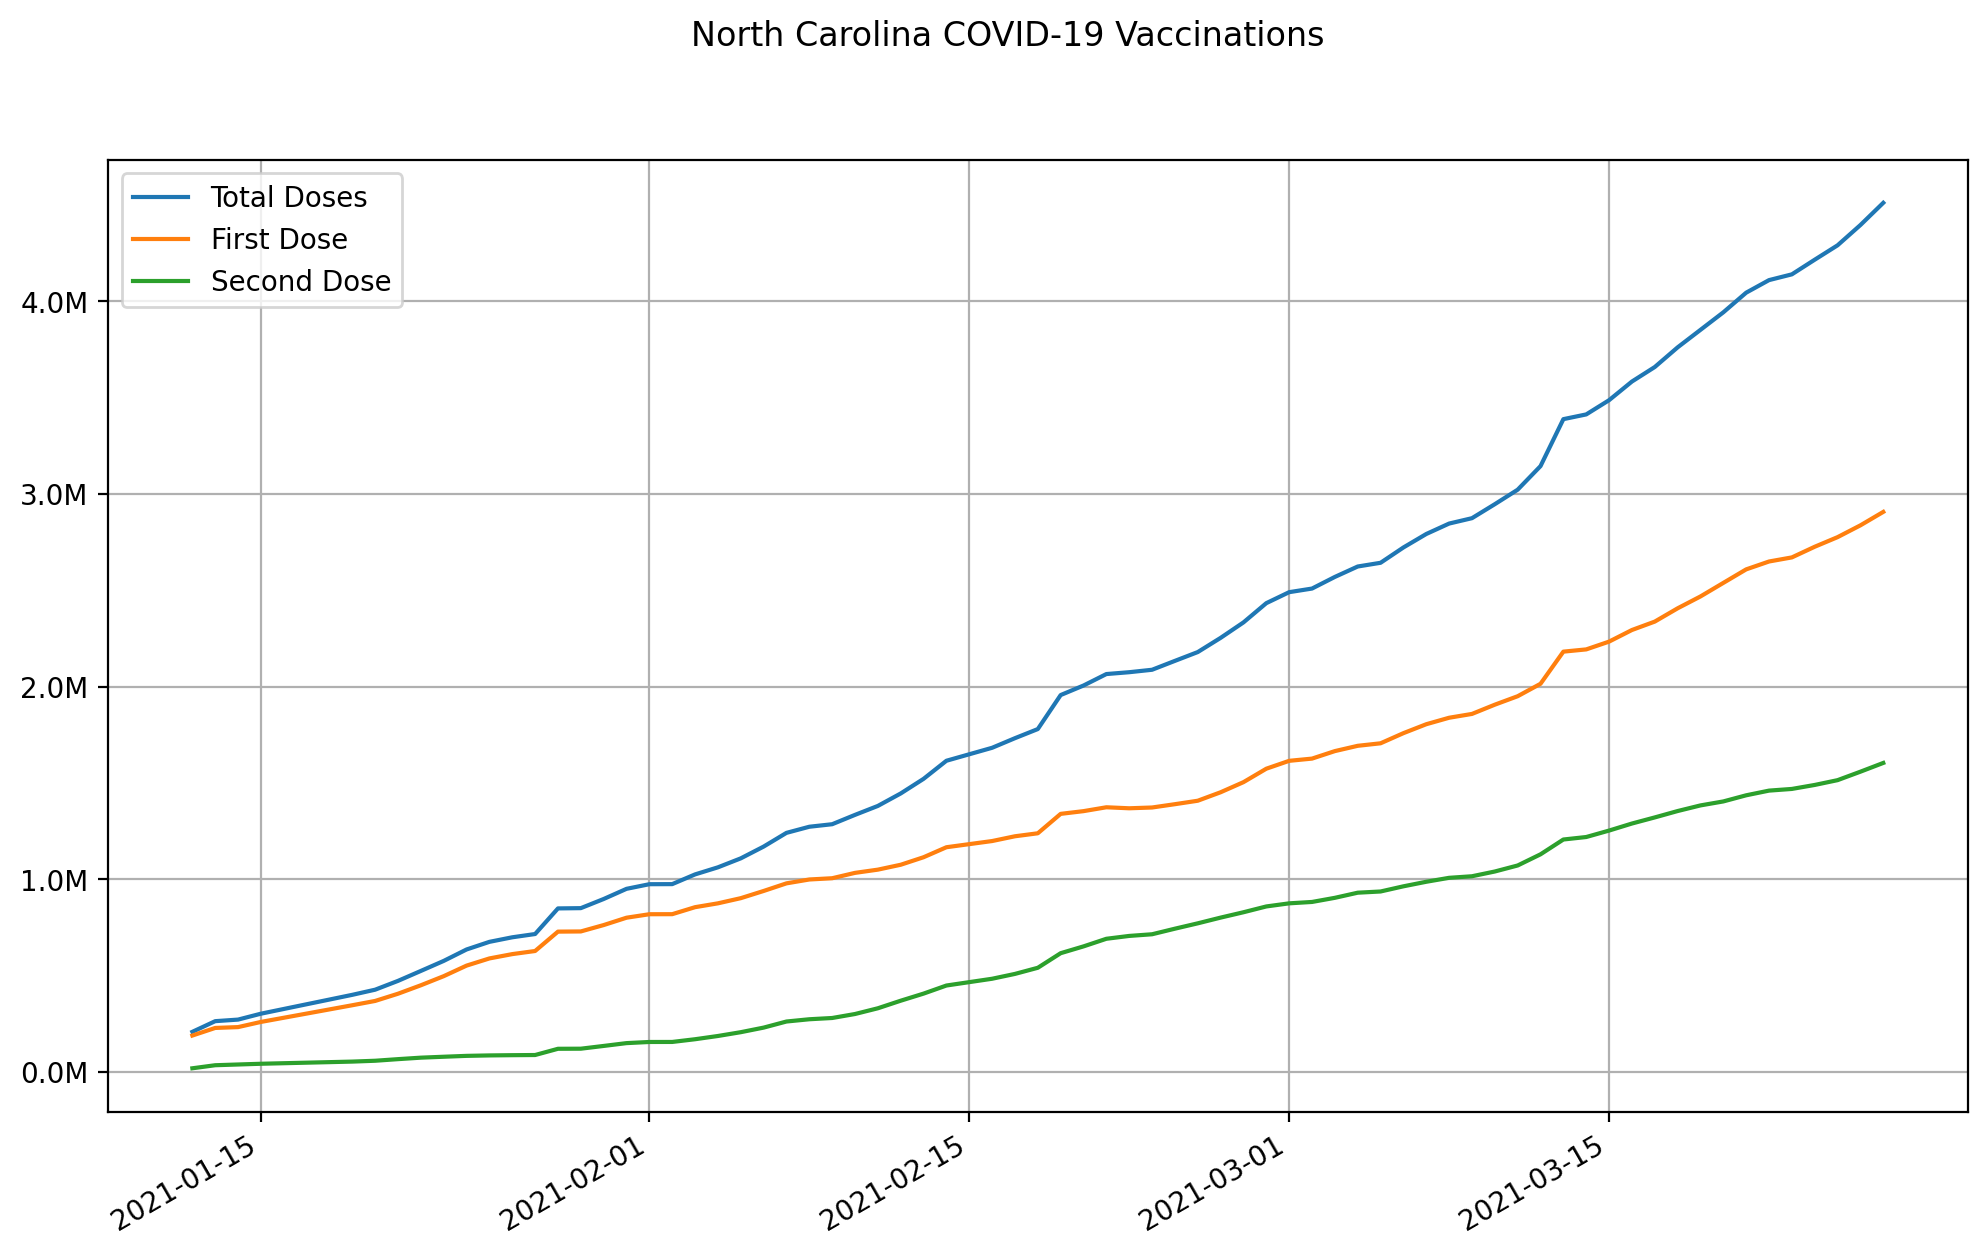 North Carolina COVID-19 Vaccinations
Total Doses
First Dose
Second Dose
4.0M
3.0M
2.0M
1.0M
0.0M
2021-01-15
2021-02-01
2021-02-15
2021-03-01
2021-03-15